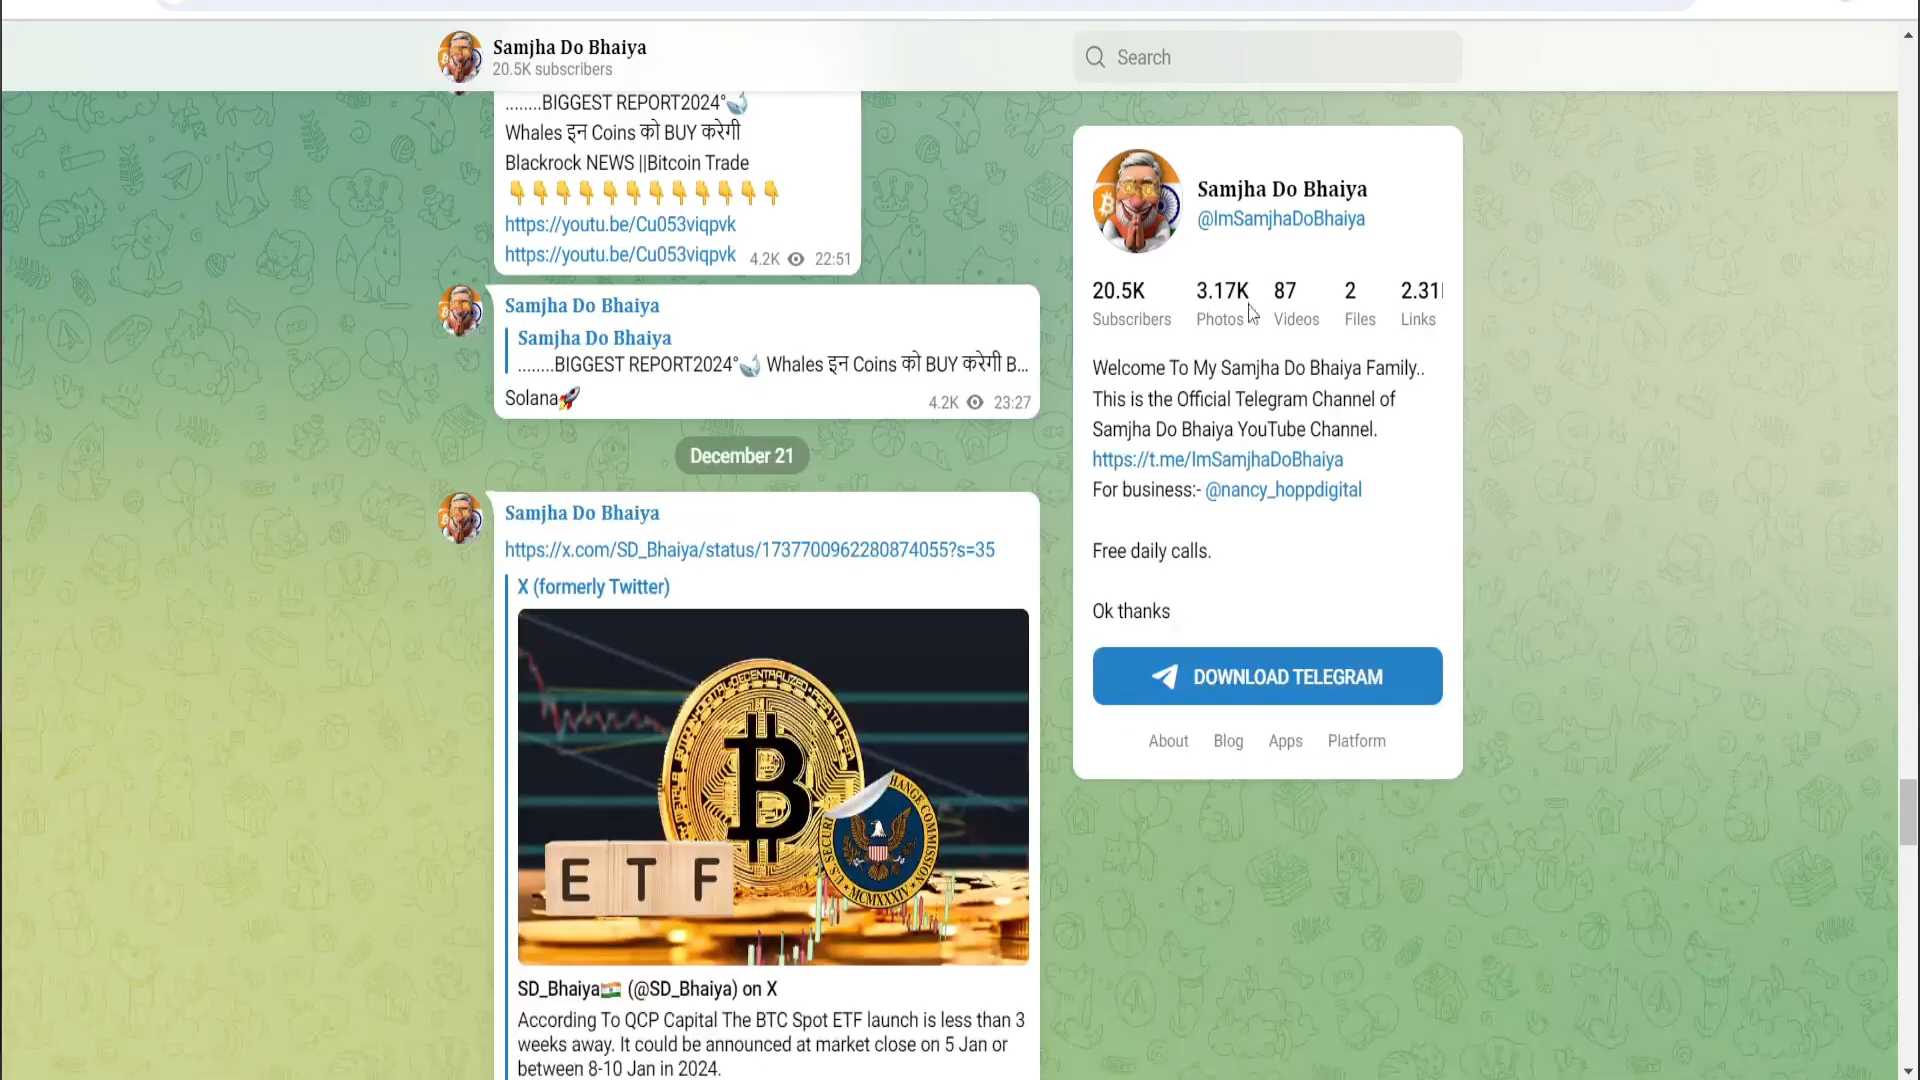 Samjha Do Bhaiya
20.5K subscribers
Search
........BIGGEST REPORT2024°🐋
Whales इन Coins को BUY करेगी
Blackrock NEWS ||Bitcoin Trade
👇👇👇👇👇👇👇👇👇👇👇👇
https://youtu.be/Cu053viqpvk
https://youtu.be/Cu053viqpvk 4.2K 22:51
Samjha Do Bhaiya
Samjha Do Bhaiya
........BIGGEST REPORT2024°🐋 Whales इन Coins को BUY करेगी B...
Solana🚀 4.2K 23:27
December 21
Samjha Do Bhaiya
https://x.com/SD_Bhaiya/status/1737700962280874055?s=35
X (formerly Twitter)
DECENTRALIZED
ETF
MCMXXXIV
SD_Bhaiya🇮🇳 (@SD_Bhaiya) on X
According To QCP Capital The BTC Spot ETF launch is less than 3
weeks away. It could be announced at market close on 5 Jan or
between 8-10 Jan in 2024.
Samjha Do Bhaiya
@ImSamjhaDoBhaiya
20.5K 3.17K 87 2 2.31
Subscribers Photos Videos Files Links
Welcome To My Samjha Do Bhaiya Family..
This is the Official Telegram Channel of
Samjha Do Bhaiya YouTube Channel.
https://t.me/ImSamjhaDoBhaiya
For business:- @nancy_hoppdigital
Free daily calls.
Ok thanks
DOWNLOAD TELEGRAM
About Blog Apps Platform